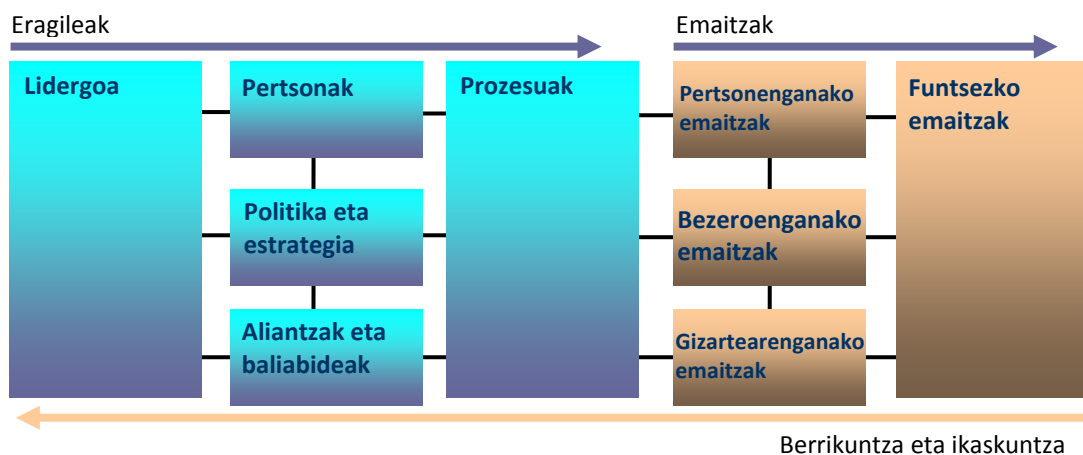 Eragileak
Emaitzak
Lidergoa
Pertsonak
Prozesuak
Pertsonenganako
emaitzak
Funtsezko
emaitzak
Politika eta
estrategia
Bezeroenganako
emaitzak
Aliantzak eta
baliabideak
Gizartearenganako
emaitzak
Berrikuntza eta ikaskuntza